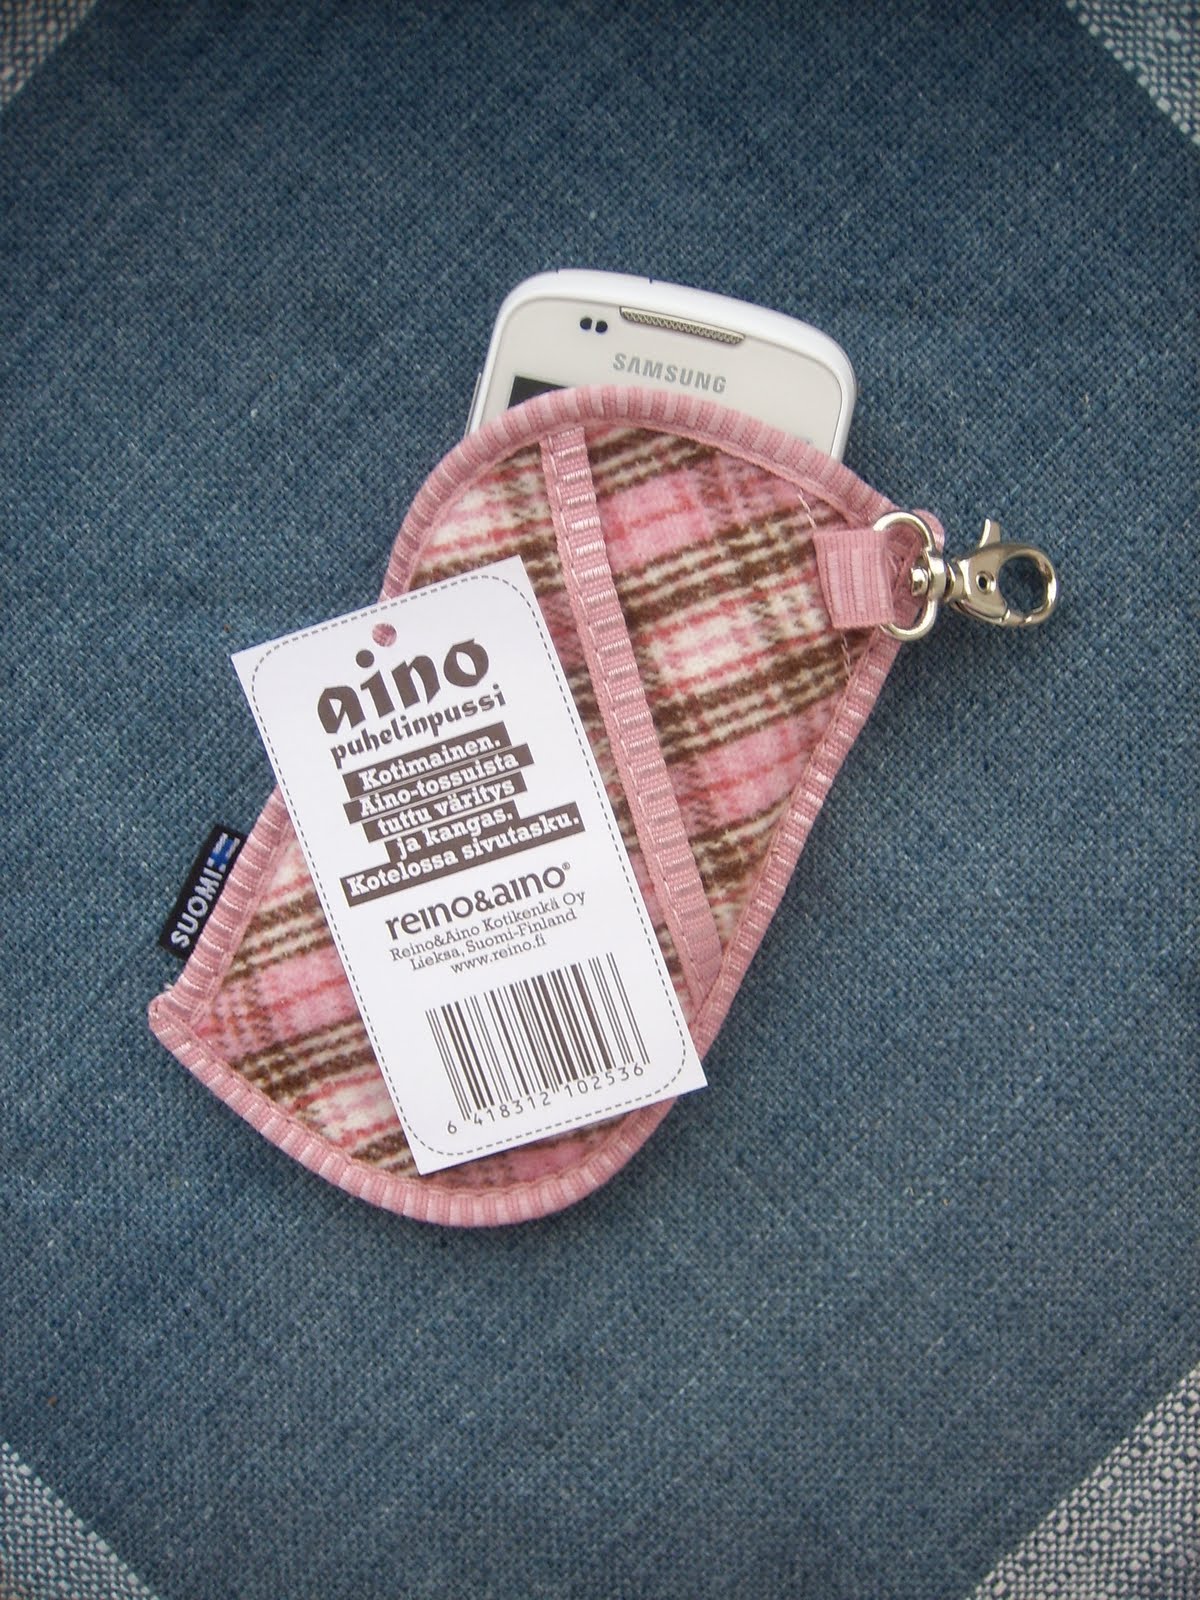 SAMSUNG
aino
puhelinpussi
Kotimainen.
Aino-tossuista
tuttu väritys
ja kangas.
Kotelossa sivutasku.
reino&aino®
Reino&Aino Kotikenkä Oy
Lieksa, Suomi-Finland
www.reino.fi
6 418312 102536
SUOMI